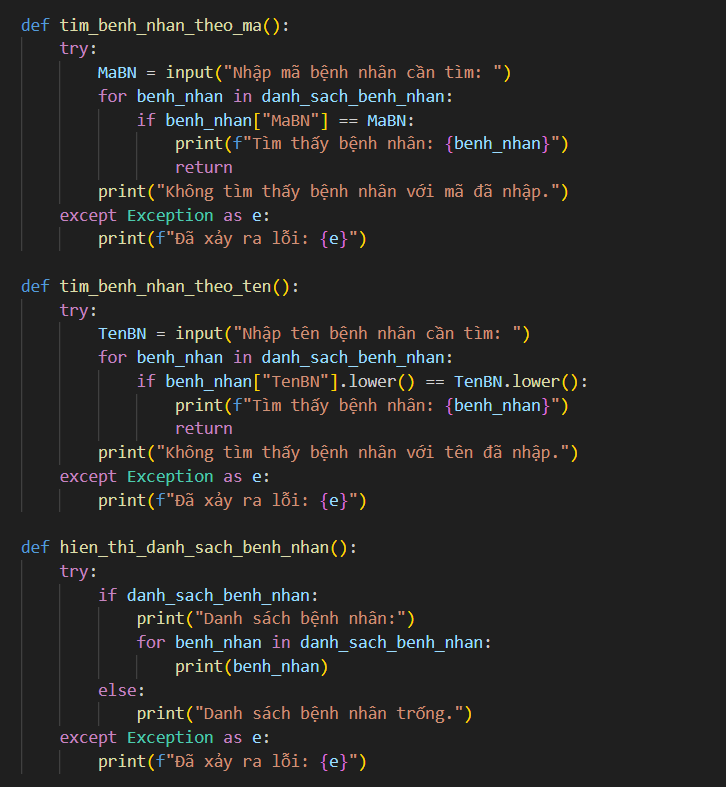 def tim_benh_nhan_theo_ma():
    try:
        MaBN = input("Nhập mã bệnh nhân cần tìm: ")
        for benh_nhan in danh_sach_benh_nhan:
            if benh_nhan["MaBN"] == MaBN:
                print(f"Tìm thấy bệnh nhân: {benh_nhan}")
                return
        print("Không tìm thấy bệnh nhân với mã đã nhập.")
    except Exception as e:
        print(f"Đã xảy ra lỗi: {e}")

def tim_benh_nhan_theo_ten():
    try:
        TenBN = input("Nhập tên bệnh nhân cần tìm: ")
        for benh_nhan in danh_sach_benh_nhan:
            if benh_nhan["TenBN"].lower() == TenBN.lower():
                print(f"Tìm thấy bệnh nhân: {benh_nhan}")
                return
        print("Không tìm thấy bệnh nhân với tên đã nhập.")
    except Exception as e:
        print(f"Đã xảy ra lỗi: {e}")

def hien_thi_danh_sach_benh_nhan():
    try:
        if danh_sach_benh_nhan:
            print("Danh sách bệnh nhân:")
            for benh_nhan in danh_sach_benh_nhan:
                print(benh_nhan)
        else:
            print("Danh sách bệnh nhân trống.")
    except Exception as e:
        print(f"Đã xảy ra lỗi: {e}")